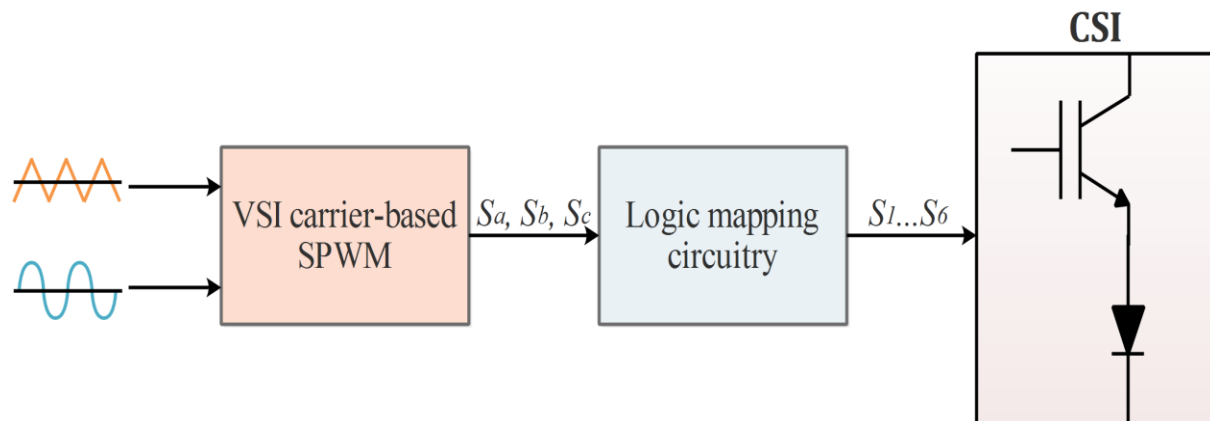 CSI
VSI carrier-based
SPWM
Sa, Sb, Sc
Logic mapping
circuitry
S1...S6